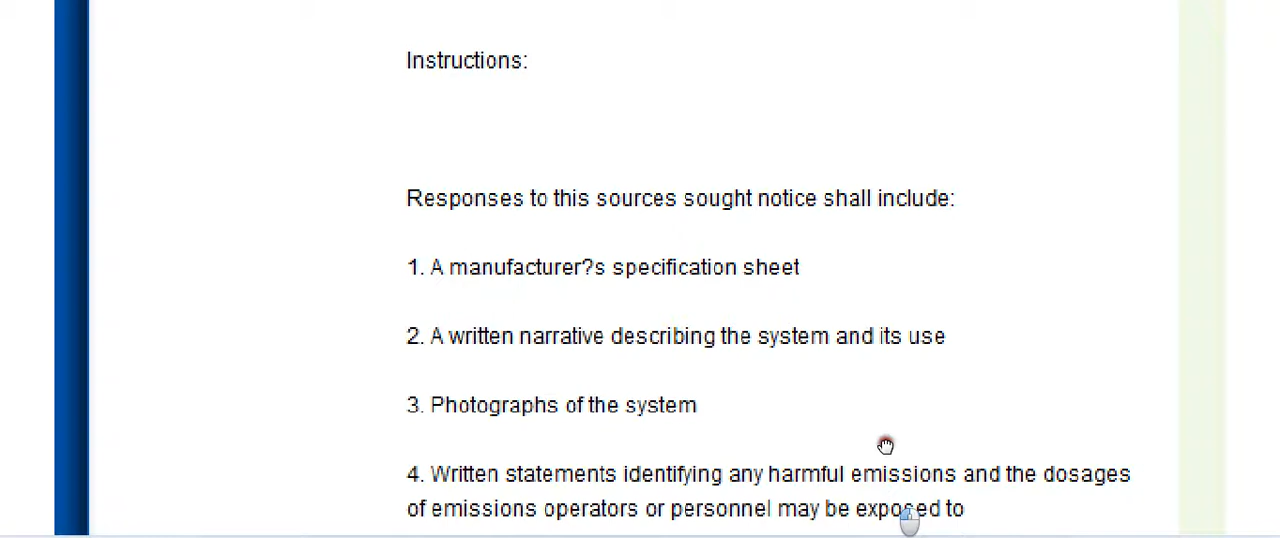 Instructions:
Responses to this sources sought notice shall include:
1. A manufacturer?s specification sheet
2. A written narrative describing the system and its use
3. Photographs of the system
4. Written statements identifying any harmful emissions and the dosages
of emissions operators or personnel may be exposed to